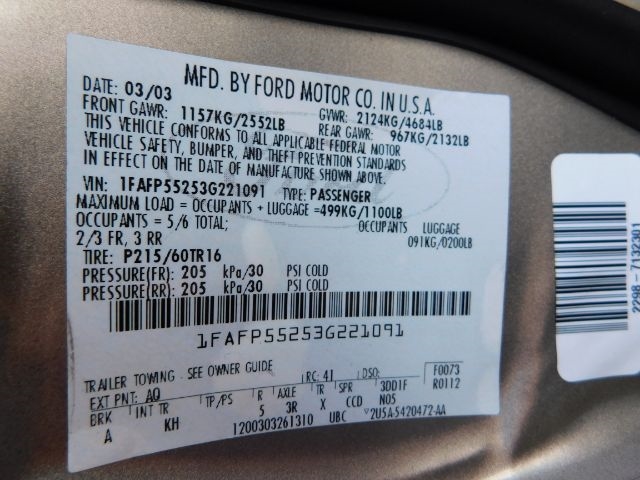 MFD. BY FORD MOTOR CO. IN U.S.A.
DATE: 03/03 GVWR: 2124KG/4684LB
FRONT GAWR: 1157KG/2552LB REAR GAWR: 967KG/2132LB
THIS VEHICLE CONFORMS TO ALL APPLICABLE FEDERAL MOTOR
VEHICLE SAFETY, BUMPER, AND THEFT PREVENTION STANDARDS
IN EFFECT ON THE DATE OF MANUFACTURE SHOWN ABOVE.
VIN: 1FAFP55253G221091 TYPE: PASSENGER
MAXIMUM LOAD = OCCUPANTS + LUGGAGE =499KG/1100LB
OCCUPANTS = 5/6 TOTAL; OCCUPANTS LUGGAGE
2/3 FR, 3 RR 091KG/0200LB
TIRE: P215/60TR16
PRESSURE(FR): 205 kPa/30 PSI COLD
PRESSURE(RR): 205 kPa/30 PSI COLD
1FAFP55253G221091
TRAILER TOWING - SEE OWNER GUIDE
EXT PNT: AQ RC: 41 DSO: F0073
BRK INT TR TP/PS R AXLE TR SPR 3DD1F R0112
A KH 5 3R X CCD N05
1200303261310 UBC 2U5A-5420472-AA
2298 - 7132301